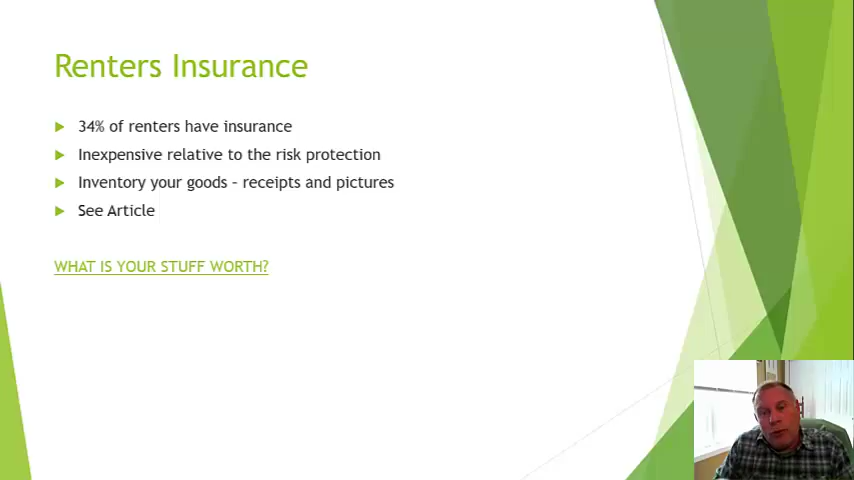 Renters Insurance
34% of renters have insurance
Inexpensive relative to the risk protection
Inventory your goods – receipts and pictures
See Article
WHAT IS YOUR STUFF WORTH?